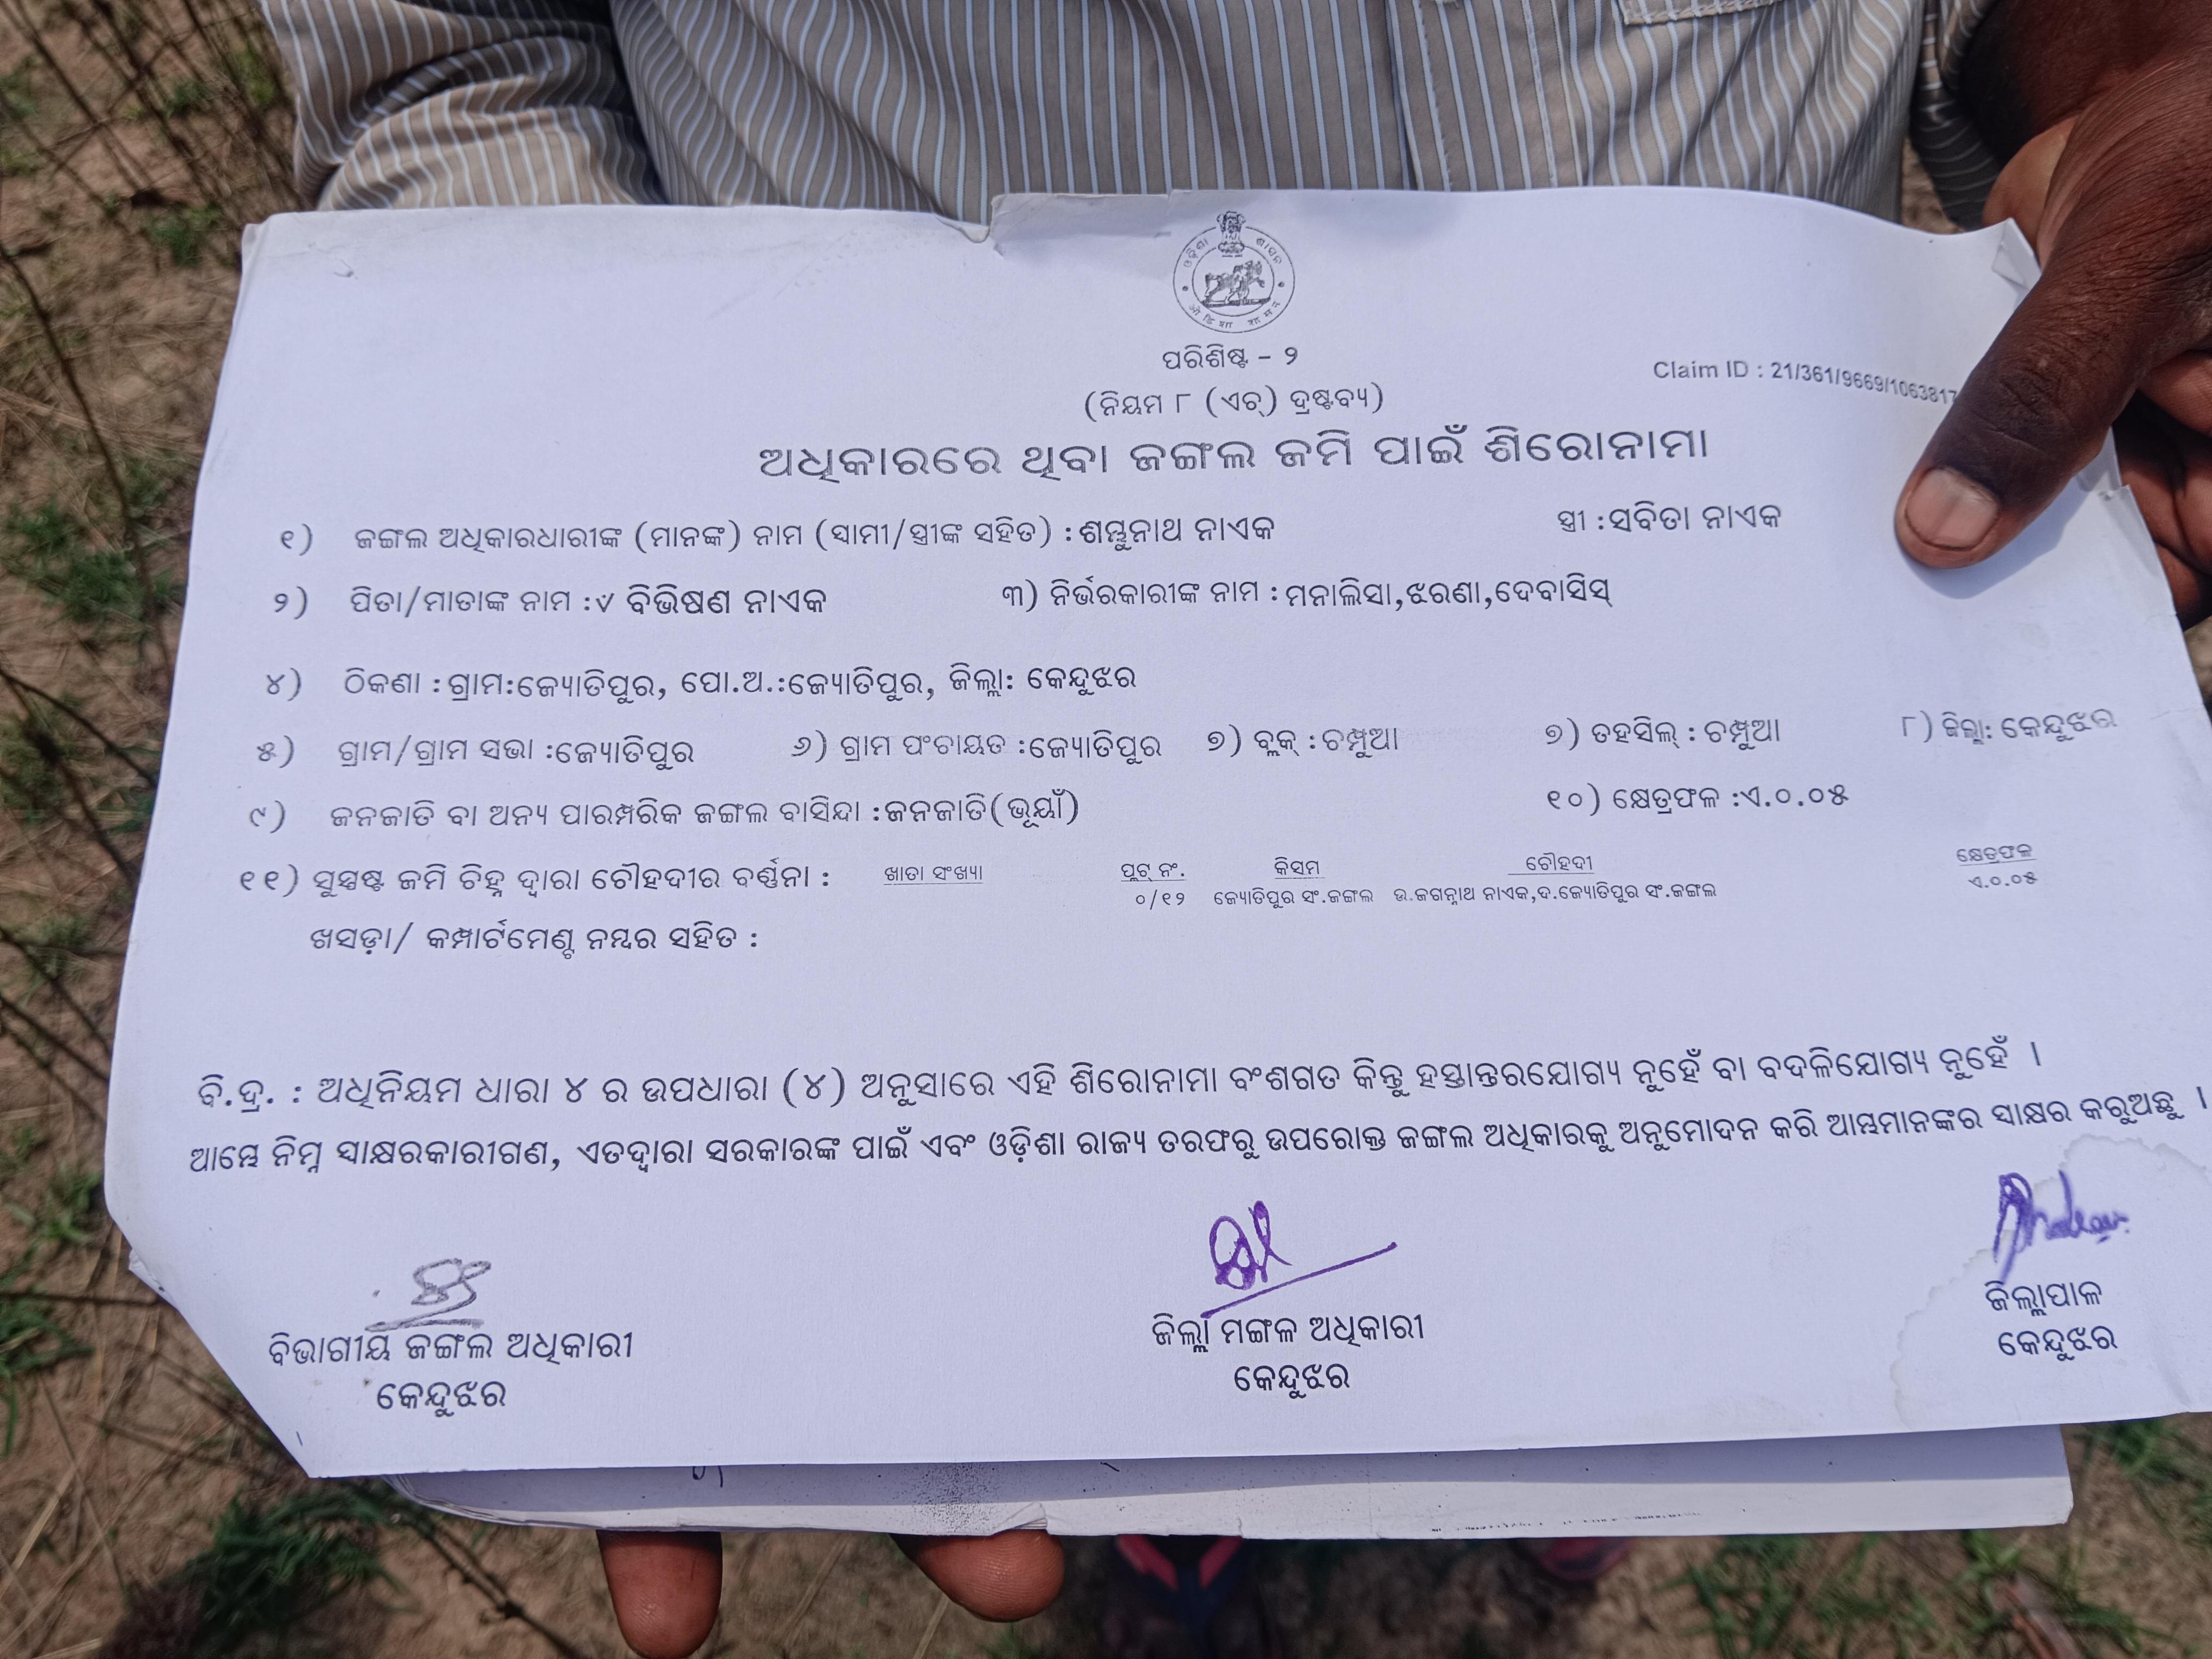 ଓଡ଼ିଶା ଶାସନ
ओडिशा शासन
ପରିଶିଷ୍ଟ - ୨
(ନିୟମ ୮ (ଏଚ୍) ଦ୍ରଷ୍ଟବ୍ୟ)
Claim ID : 21/361/9669/1063817
ଅଧିକାରରେ ଥିବା ଜଙ୍ଗଲ ଜମି ପାଇଁ ଶିରୋନାମା
୧) ଜଙ୍ଗଲ ଅଧିକାରଧାରୀଙ୍କ (ମାନଙ୍କ) ନାମ (ସ୍ୱାମୀ/ସ୍ତ୍ରୀଙ୍କ ସହିତ) : ଶମ୍ଭୁନାଥ ନାଏକ ସ୍ତ୍ରୀ : ସବିତା ନାଏକ
୨) ପିତା/ମାତାଙ୍କ ନାମ :✓ ବିଭିଷଣ ନାଏକ ୩) ନିର୍ଭରକାରୀଙ୍କ ନାମ : ମନାଲିସା,ଝରଣା,ଦେବାସିସ୍
୪) ଠିକଣା : ଗ୍ରାମ:ଜ୍ୟୋତିପୁର, ପୋ.ଅ.:ଜ୍ୟୋତିପୁର, ଜିଲ୍ଲା: କେନ୍ଦୁଝର
୫) ଗ୍ରାମ/ଗ୍ରାମ ସଭା :ଜ୍ୟୋତିପୁର ୬) ଗ୍ରାମ ପଂଚାୟତ :ଜ୍ୟୋତିପୁର ୭) ବ୍ଲକ୍ : ଚମ୍ପୁଆ ୭) ତହସିଲ୍ : ଚମ୍ପୁଆ ୮) ଜିଲ୍ଲା: କେନ୍ଦୁଝର
୯) ଜନଜାତି ବା ଅନ୍ୟ ପାରମ୍ପରିକ ଜଙ୍ଗଲ ବାସିନ୍ଦା :ଜନଜାତି(ଭୂୟାଁ) ୧୦) କ୍ଷେତ୍ରଫଳ :ଏ.୦.୦୫
୧୧) ସୁସ୍ପଷ୍ଟ ଜମି ଚିହ୍ନ ଦ୍ୱାରା ଚୌହଦୀର ବର୍ଣ୍ଣନା : ଖାତା ସଂଖ୍ୟା ପ୍ଲଟ୍ ନଂ. କିସମ ଚୌହଦୀ କ୍ଷେତ୍ରଫଳ
୦/୧୨ ଜ୍ୟୋତିପୁର ସଂ.ଜଙ୍ଗଲ ଉ.ଜଗନ୍ନାଥ ନାଏକ,ଦ.ଜ୍ୟୋତିପୁର ସଂ.ଜଙ୍ଗଲ ଏ.୦.୦୫
ଖସଡ଼ା/ କମ୍ପାର୍ଟମେଣ୍ଟ ନମ୍ବର ସହିତ :
ବି.ଦ୍ର. : ଅଧିନିୟମ ଧାରା ୪ ର ଉପଧାରା (୪) ଅନୁସାରେ ଏହି ଶିରୋନାମା ବଂଶଗତ କିନ୍ତୁ ହସ୍ତାନ୍ତରଯୋଗ୍ୟ ନୁହେଁ ବା ବଦଳିଯୋଗ୍ୟ ନୁହେଁ ।
ଆମ୍ଭେ ନିମ୍ନ ସାକ୍ଷରକାରୀଗଣ, ଏତଦ୍ୱାରା ସରକାରଙ୍କ ପାଇଁ ଏବଂ ଓଡ଼ିଶା ରାଜ୍ୟ ତରଫରୁ ଉପରୋକ୍ତ ଜଙ୍ଗଲ ଅଧିକାରକୁ ଅନୁମୋଦନ କରି ଆମ୍ଭମାନଙ୍କର ସାକ୍ଷର କରୁଅଛୁ ।
ବିଭାଗୀୟ ଜଙ୍ଗଲ ଅଧିକାରୀ
କେନ୍ଦୁଝର
ଜିଲ୍ଲା ମଙ୍ଗଳ ଅଧିକାରୀ
କେନ୍ଦୁଝର
ଜିଲ୍ଲାପାଳ
କେନ୍ଦୁଝର